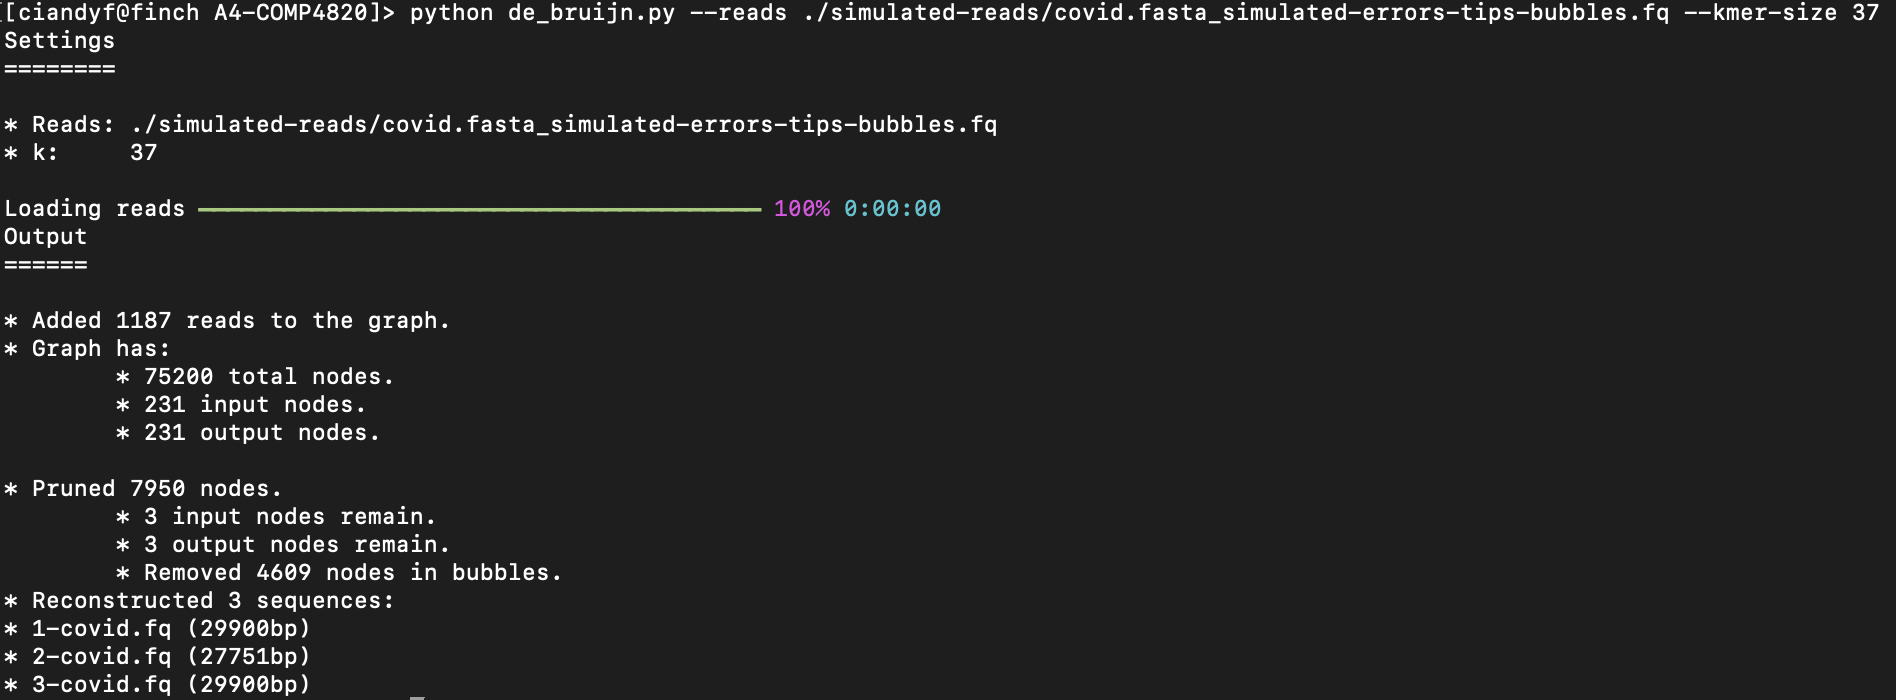 [[ciandyf@finch A4-COMP4820]> python de_bruijn.py --reads ./simulated-reads/covid.fasta_simulated-errors-tips-bubbles.fq --kmer-size 37
Settings
========
* Reads: ./simulated-reads/covid.fasta_simulated-errors-tips-bubbles.fq
* k:     37
Loading reads ━━━━━━━━━━━━━━━━━━━━━━━━━━━━━━━━━━━━━━━━ 100% 0:00:00
Output
======
* Added 1187 reads to the graph.
* Graph has:
        * 75200 total nodes.
        * 231 input nodes.
        * 231 output nodes.
* Pruned 7950 nodes.
        * 3 input nodes remain.
        * 3 output nodes remain.
        * Removed 4609 nodes in bubbles.
* Reconstructed 3 sequences:
* 1-covid.fq (29900bp)
* 2-covid.fq (27751bp)
* 3-covid.fq (29900bp)